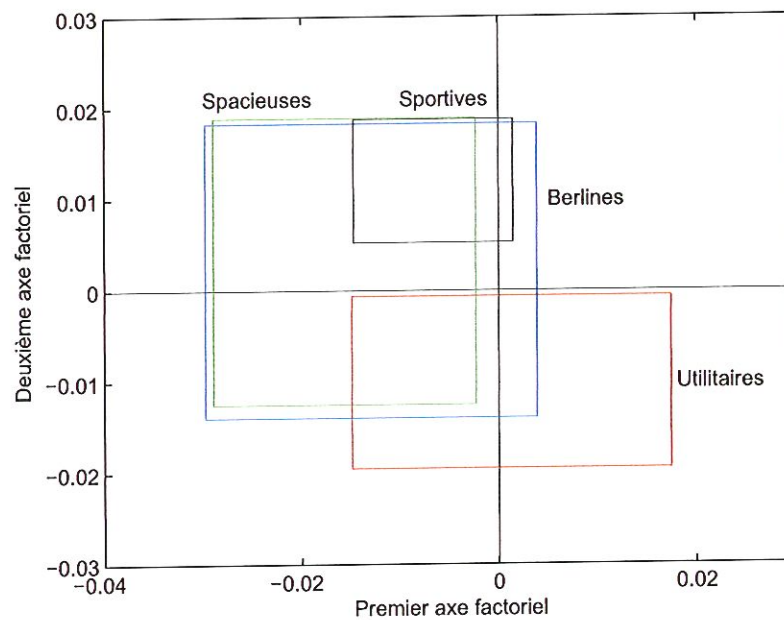 0.03
0.02
0.01
0
−0.01
−0.02
−0.03
Deuxième axe factoriel
Spacieuses
Sportives
Berlines
Utilitaires
−0.04
−0.02
0
0.02
Premier axe factoriel